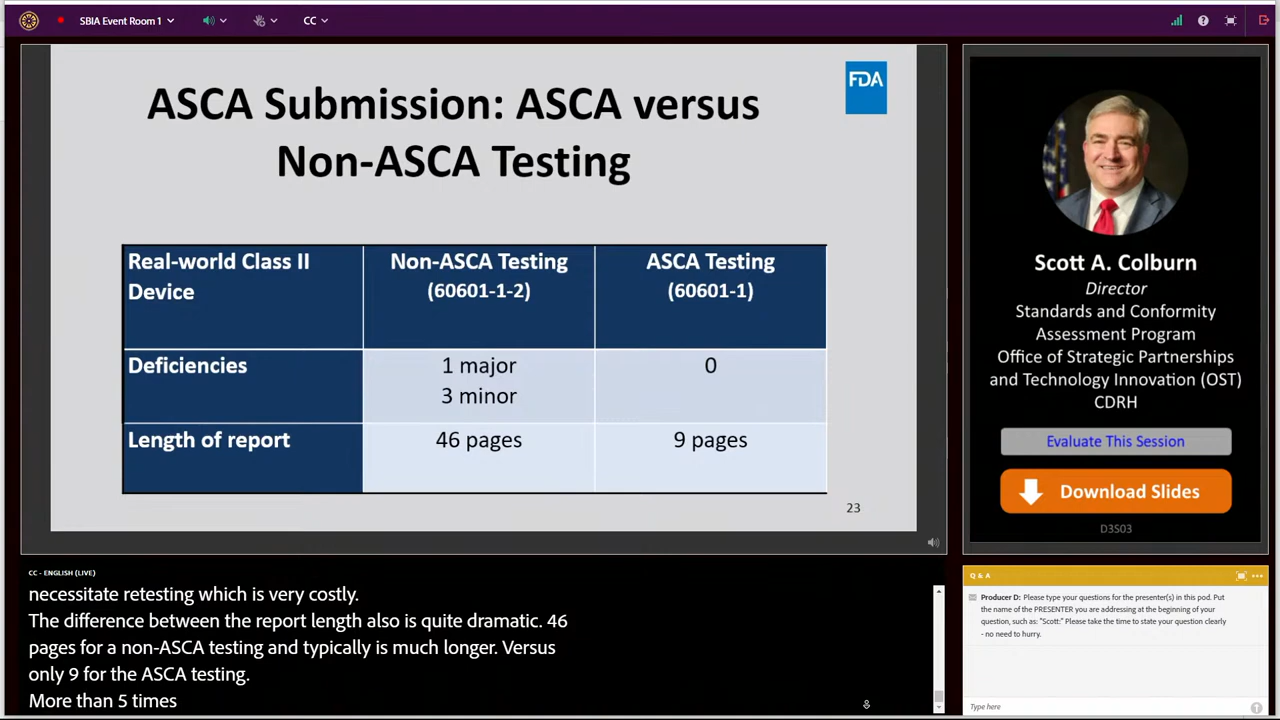 SBIA Event Room 1
CC
ASCA Submission: ASCA versus
Non-ASCA Testing
FDA
Real-world Class II
Device
Non-ASCA Testing
(60601-1-2)
ASCA Testing
(60601-1)
Deficiencies
1 major
3 minor
0
Length of report
46 pages
9 pages
23
Scott A. Colburn
Director
Standards and Conformity
Assessment Program
Office of Strategic Partnerships
and Technology Innovation (OST)
CDRH
Evaluate This Session
Download Slides
D3S03
CC - ENGLISH (LIVE)
necessitate retesting which is very costly.
The difference between the report length also is quite dramatic. 46
pages for a non-ASCA testing and typically is much longer. Versus
only 9 for the ASCA testing.
More than 5 times
Q & A
Producer D: Please type your questions for the presenter(s) in this pod. Put
the name of the PRESENTER you are addressing at the beginning of your
question, such as: "Scott:" Please take the time to state your question clearly
- no need to hurry.
Type here